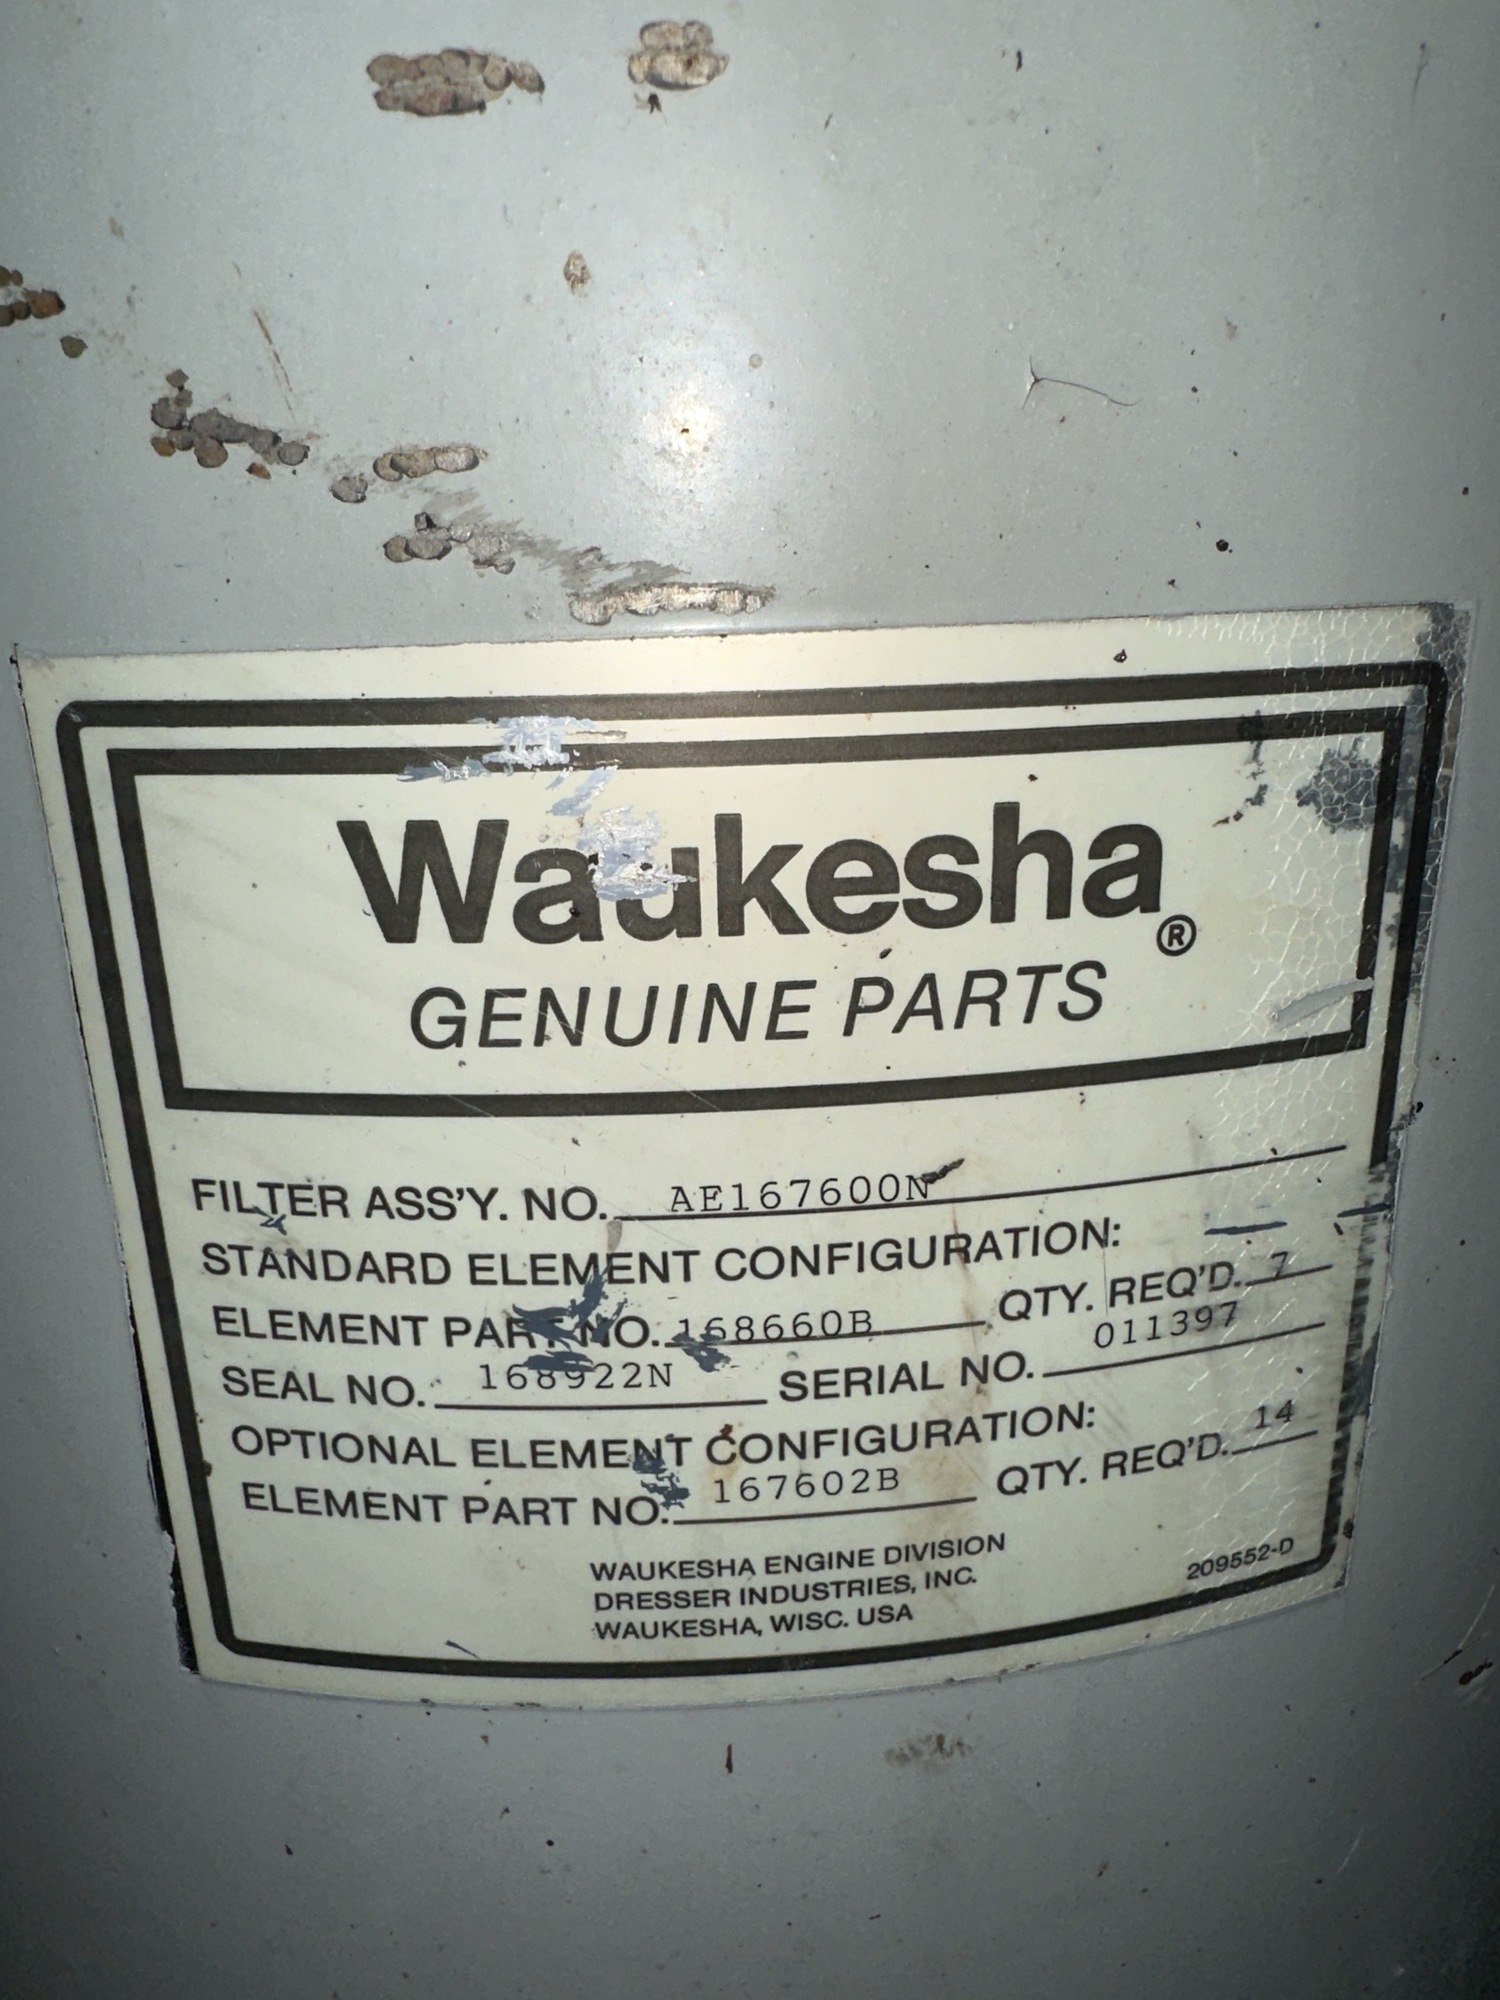 Waukesha®
GENUINE PARTS
FILTER ASS'Y. NO. AE167600N
STANDARD ELEMENT CONFIGURATION:
ELEMENT PART NO. 168660B QTY. REQ'D. 7
SEAL NO. 168922N SERIAL NO. 011397
OPTIONAL ELEMENT CONFIGURATION:
ELEMENT PART NO. 167602B QTY. REQ'D. 14
WAUKESHA ENGINE DIVISION
DRESSER INDUSTRIES, INC.
WAUKESHA, WISC. USA
209552-D